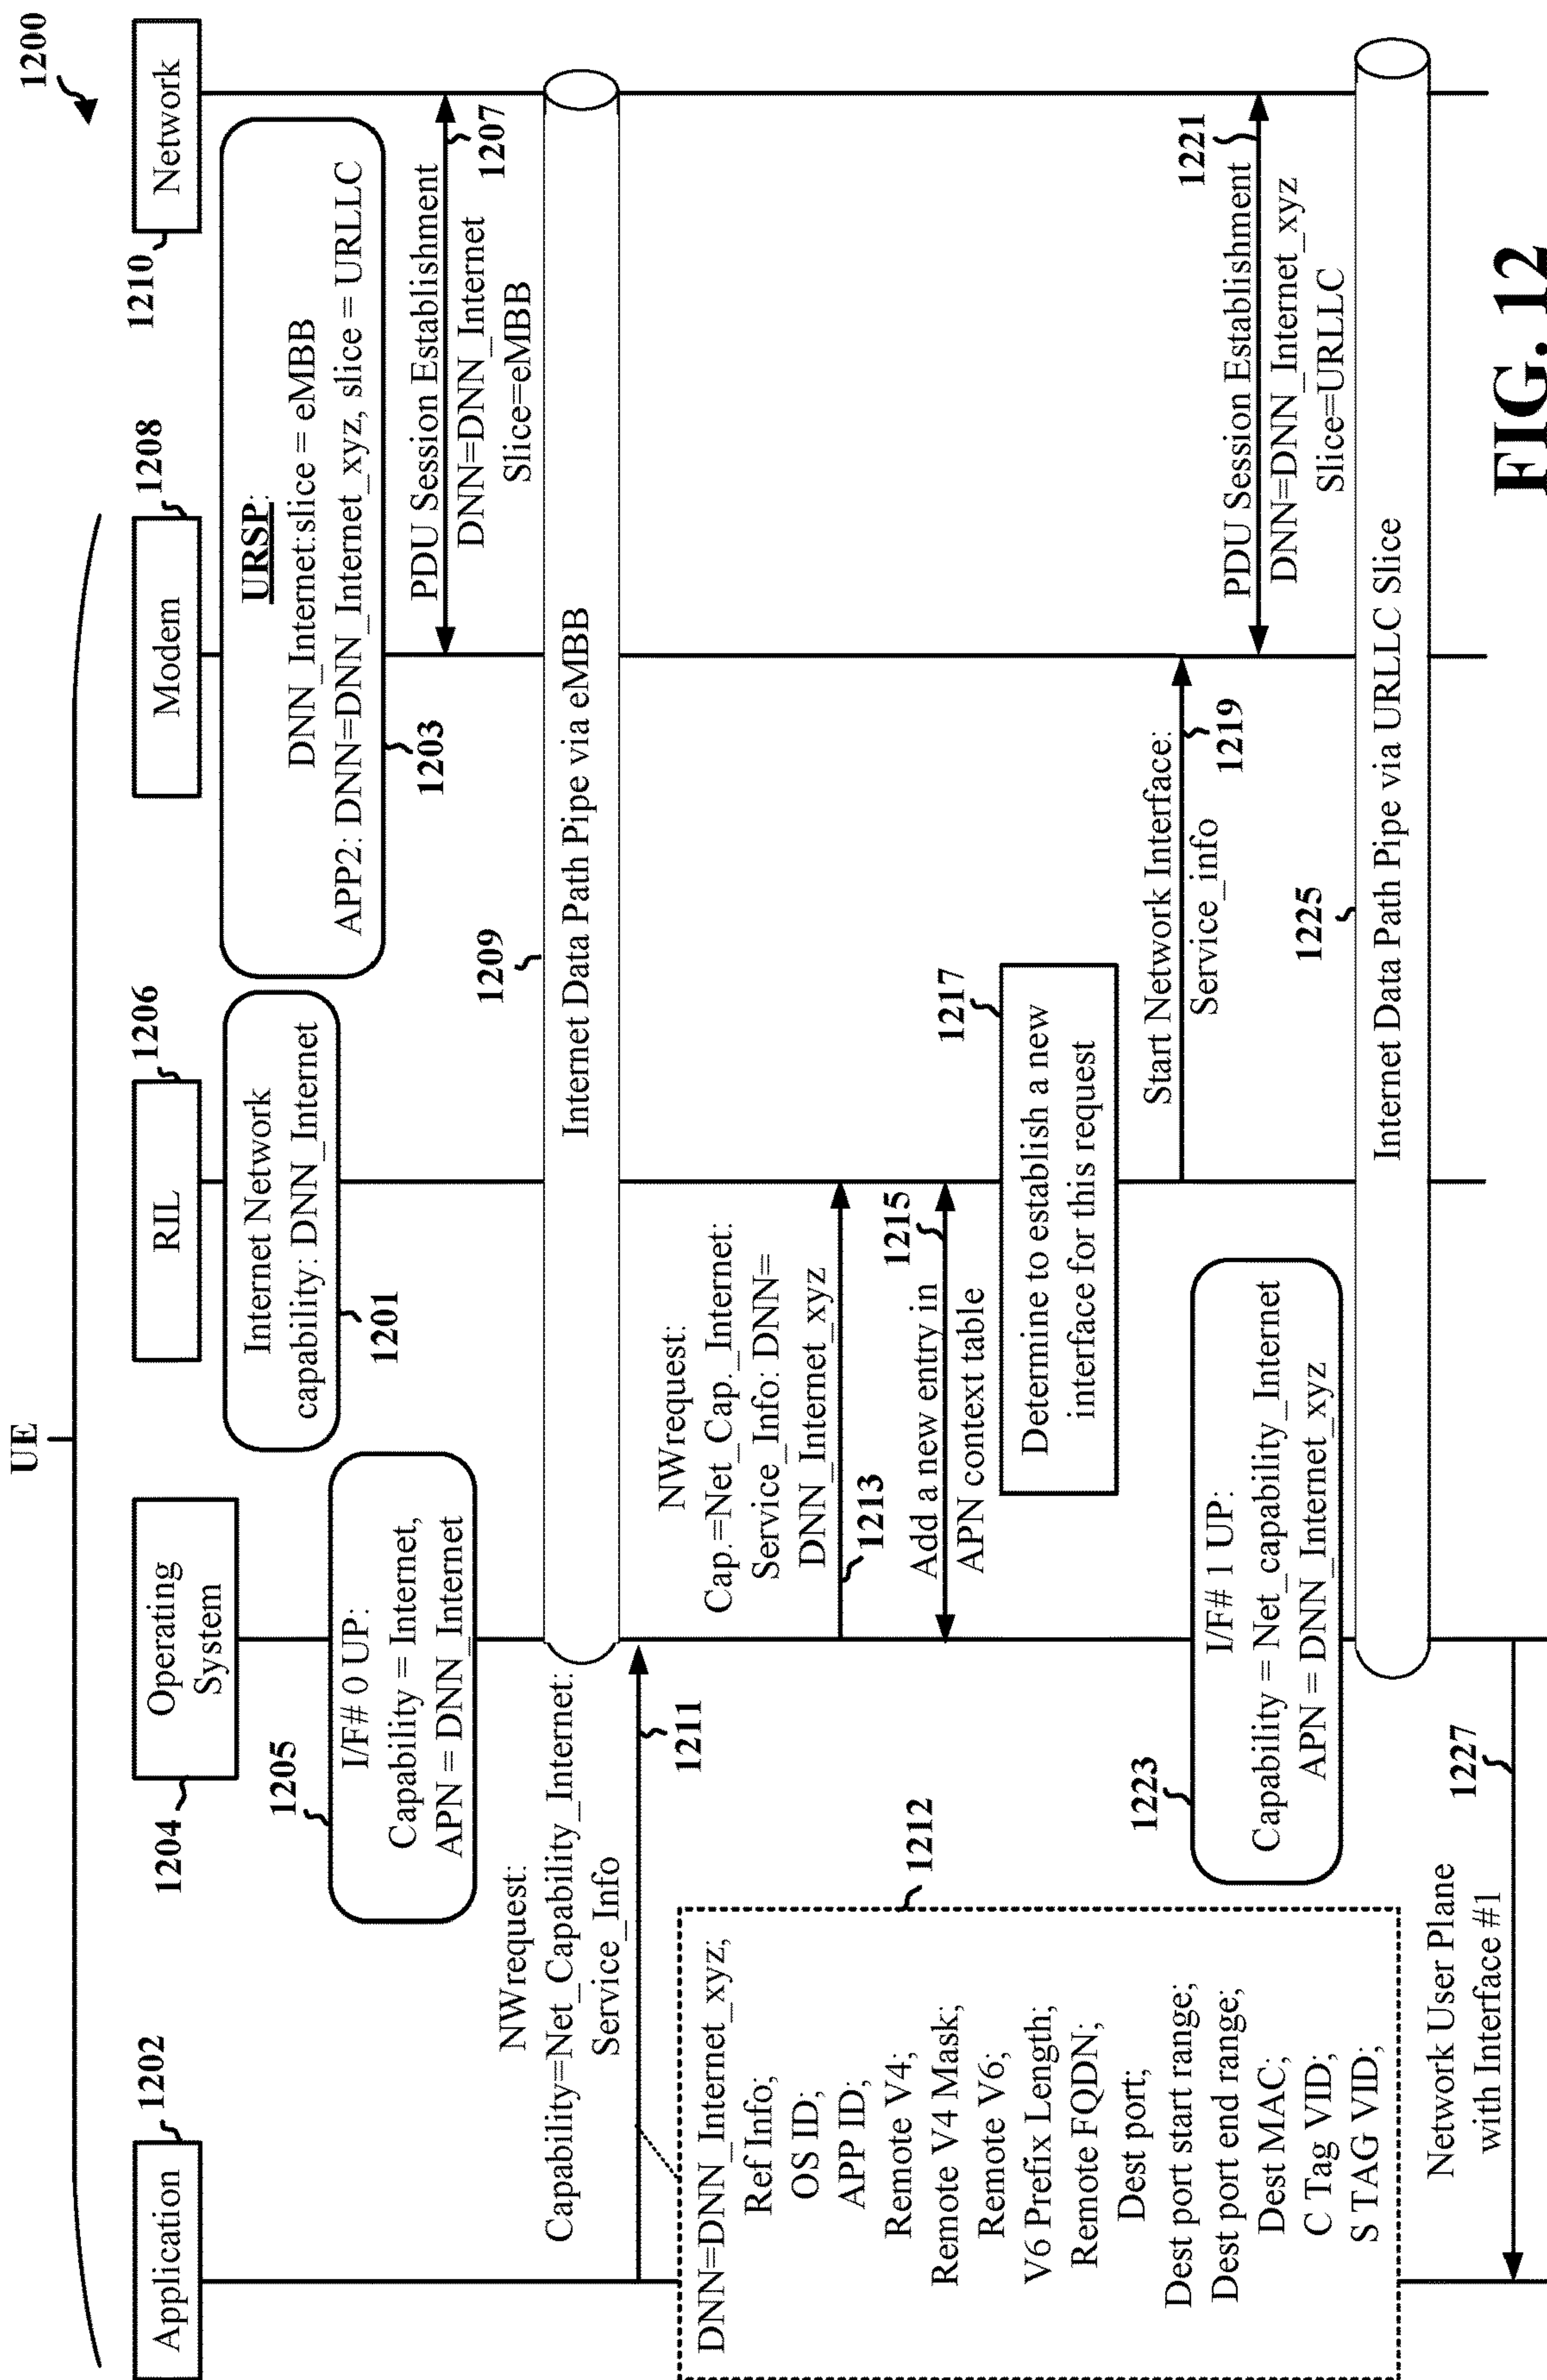 1200
UE
Application
1202
Operating
System
1204
RIL
1206
Modem
1208
Network
1210
Internet Network
capability: DNN_Internet
1201
URSP:
DNN_Internet:slice = eMBB
APP2: DNN=DNN_Internet_xyz, slice = URLLC
1203
I/F# 0 UP:
Capability = Internet,
APN = DNN_Internet
1205
PDU Session Establishment
DNN=DNN_Internet
Slice=eMBB
1207
1209
Internet Data Path Pipe via eMBB
NWrequest:
Capability=Net_Capability_Internet:
Service_Info
1211
DNN=DNN_Internet_xyz;
Ref Info;
OS ID;
APP ID;
Remote V4;
Remote V4 Mask;
Remote V6;
V6 Prefix Length;
Remote FQDN;
Dest port;
Dest port start range;
Dest port end range;
Dest MAC;
C Tag VID;
S TAG VID;
1212
NWrequest:
Cap.=Net_Cap._Internet:
Service_Info: DNN=
DNN_Internet_xyz
1213
Add a new entry in
APN context table
1215
1217
Determine to establish a new
interface for this request
Start Network Interface:
Service_info
1219
PDU Session Establishment
DNN=DNN_Internet_xyz
Slice=URLLC
1221
1223
I/F# 1 UP:
Capability = Net_capability_Internet
APN = DNN_Internet_xyz
1225
Internet Data Path Pipe via URLLC Slice
Network User Plane
with Interface #1
1227
FIG. 12